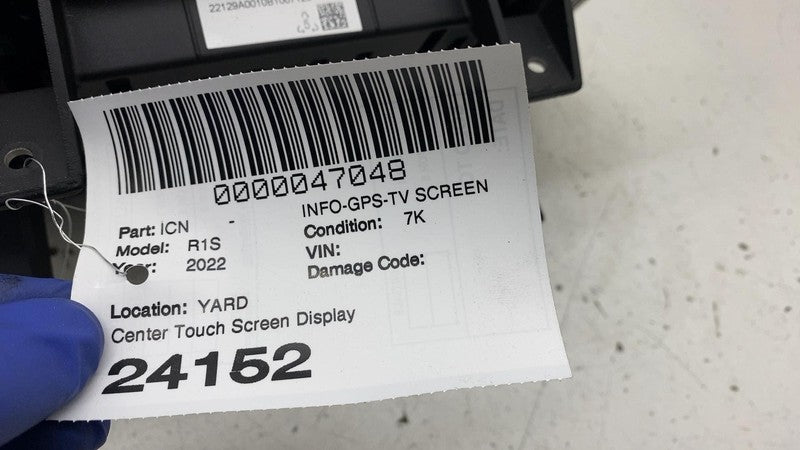 0000047048
INFO-GPS-TV SCREEN
Part: ICN -
Condition: 7K
Model: R1S
VIN:
Year: 2022
Damage Code:
Location: YARD
Center Touch Screen Display
24152